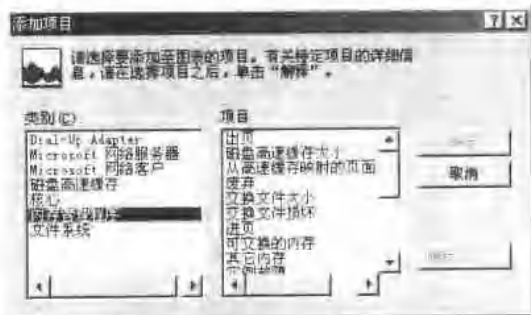 添加项目
请选择要添加至图表的项目。有关特定项目的详细信
息，请在选择项目之后，单击“解释”。
类别(C)
Dial-Up Adapter
Microsoft 网络服务器
Microsoft 网络客户
磁盘高速缓存
核心
内存管理程序
文件系统
项目
出页
磁盘高速缓存大小
从高速缓存映射的页面
废弃
交换文件大小
交换文件损坏
进页
可交换的内存
其它内存
取消